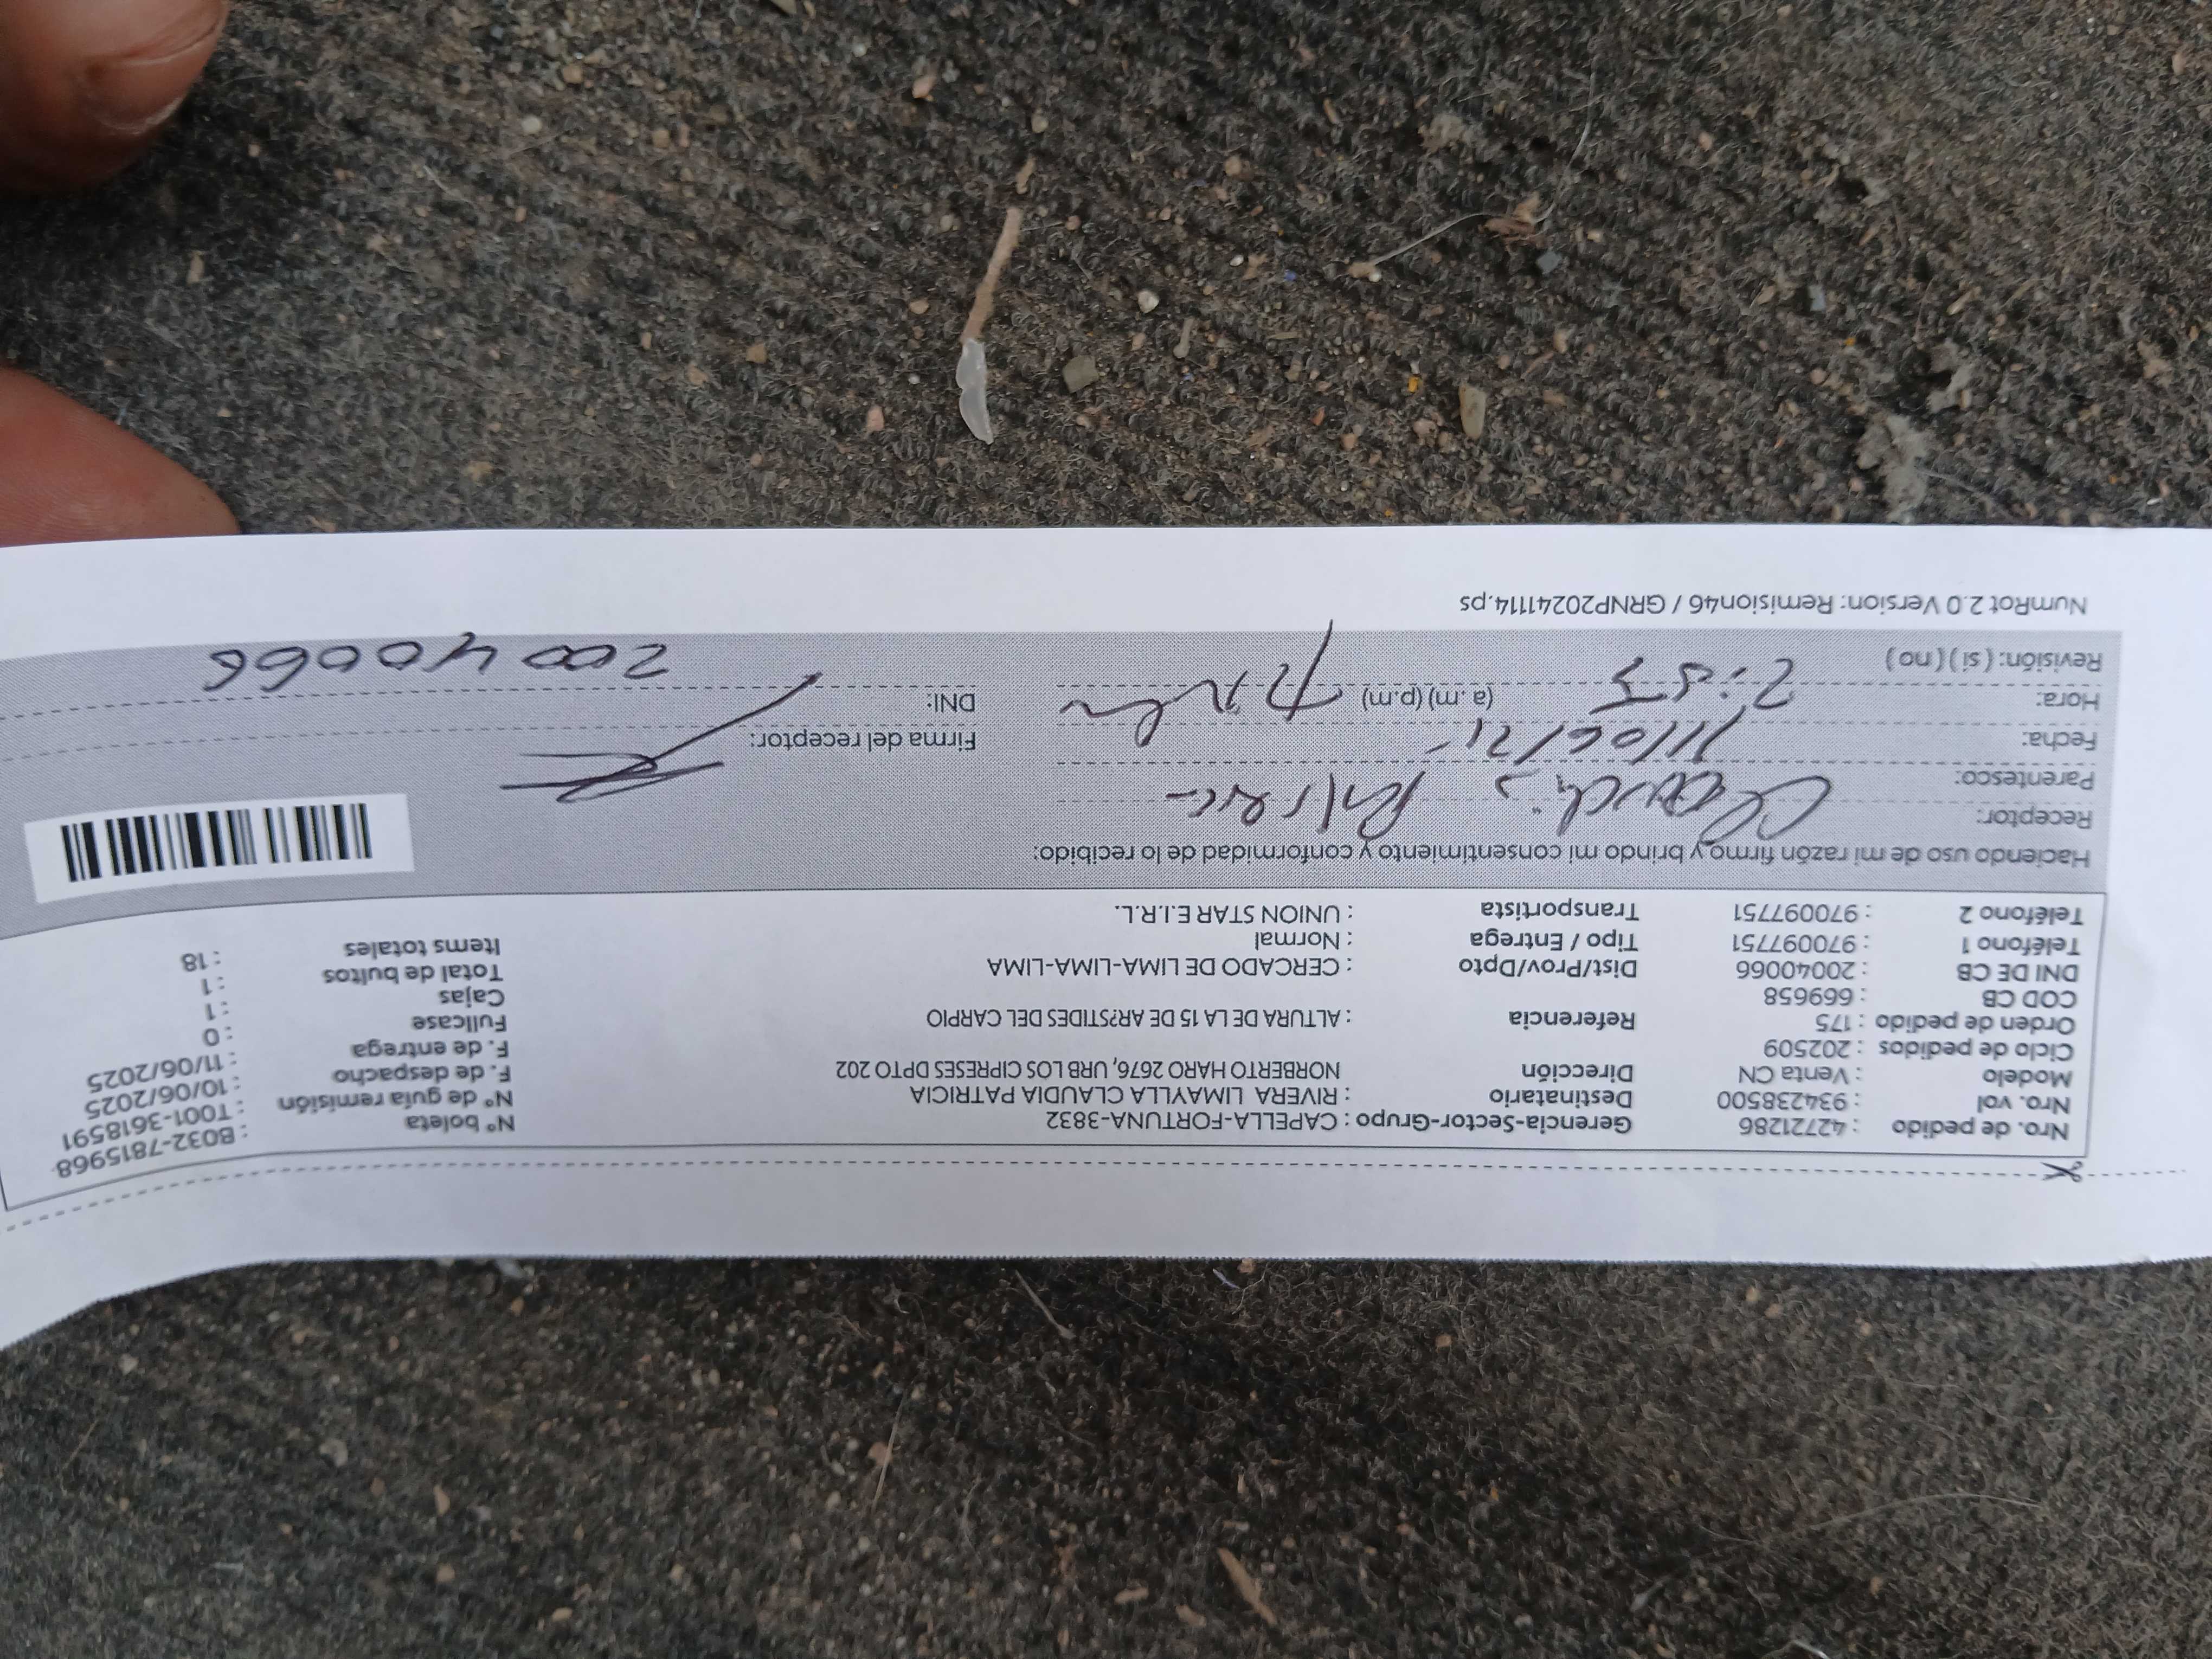 Nro. de pedido : 42721286 Gerencia-Sector-Grupo : CAPELLA-FORTUNA-3832 N° boleta : B032-7815968
Nro. vol : 934238500 Destinatario : RIVERA LIMAYLLA CLAUDIA PATRICIA N° de guía remisión : T001-3618591
Modelo : Venta CN Dirección NORBERTO HARO 2676, URB LOS CIPRESES DPTO 202 F. de despacho : 10/06/2025
Ciclo de pedidos : 202509 F. de entrega : 11/06/2025
Orden de pedido : 175 Referencia : ALTURA DE LA 15 DE AR?STIDES DEL CARPIO Fullcase : 0
COD CB : 669658 Cajas : 1
DNI DE CB : 20040066 Dist/Prov/Dpto : CERCADO DE LIMA-LIMA-LIMA Total de bultos : 1
Teléfono 1 : 970097751 Tipo / Entrega : Normal Items totales : 18
Teléfono 2 : 970097751 Transportista : UNION STAR E.I.R.L.
Haciendo uso de mi razón firmo y brindo mi consentimiento y conformidad de lo recibido:
Receptor: Claudia
Parentesco:
Fecha: 11/06/25 Firma del receptor:
Hora: 2:53 (a.m) (p.m) DNI: 20040066
Revisión: ( si ) ( no )
NumRot 2.0 Version: Remision46 / GRNP20241114.ps